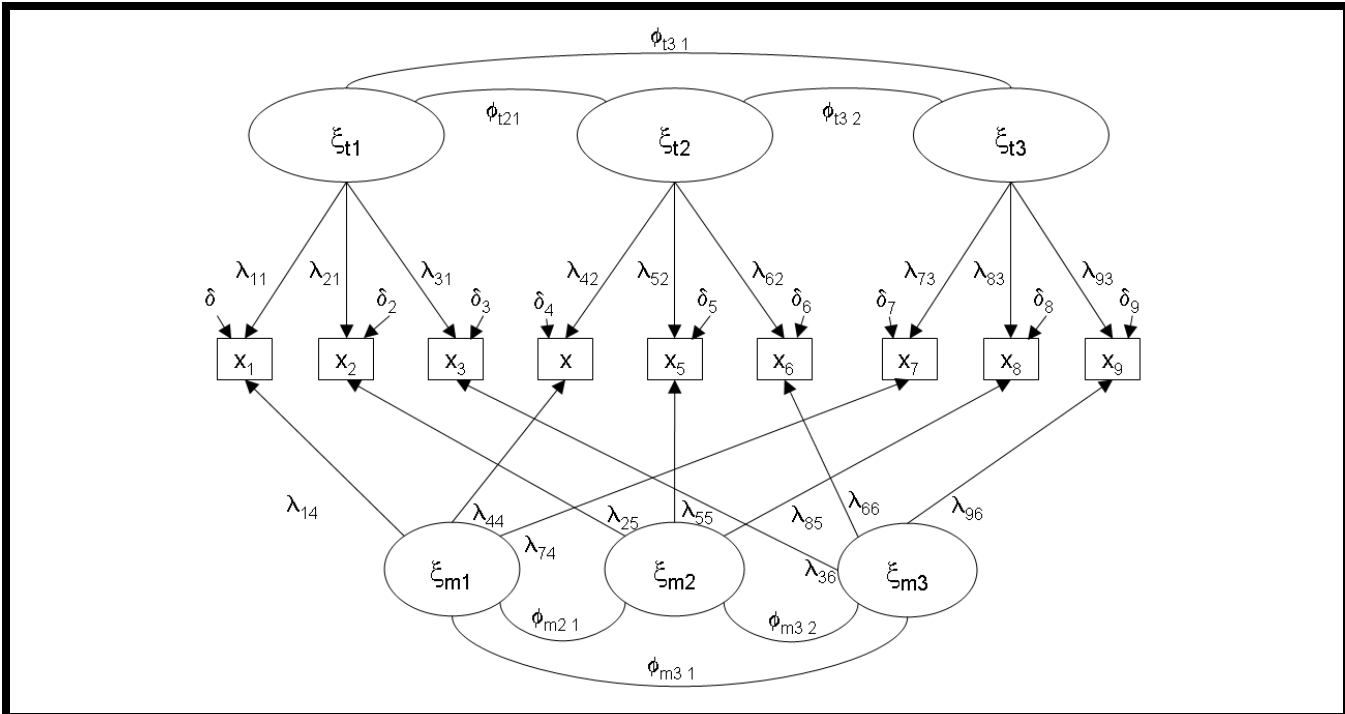 ϕt3 1
ϕt21 ϕt3 2
ξt1 ξt2 ξt3
λ11 λ21 λ31 λ42 λ52 λ62 λ73 λ83 λ93
δ δ2 δ3 δ4 δ5 δ6 δ7 δ8 δ9
x1 x2 x3 x x5 x6 x7 x8 x9
λ14 λ44 λ74 λ25 λ55 λ85 λ66 λ36 λ96
ξm1 ξm2 ξm3
ϕm2 1 ϕm3 2
ϕm3 1